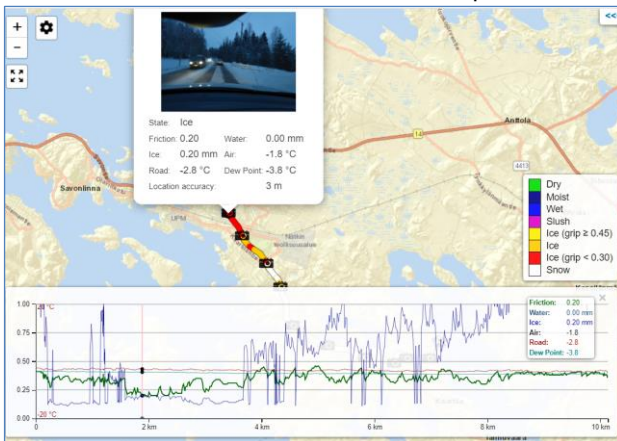 +
−
<<
State: Ice
Friction: 0.20 Water: 0.00 mm
Ice: 0.20 mm Air: -1.8 °C
Road: -2.8 °C Dew Point: -3.8 °C
Location accuracy: 3 m
Anttola
14
4413
Savonlinna
UPM
Dry
Moist
Wet
Slush
Ice (grip ≥ 0.45)
Ice
Ice (grip < 0.30)
Snow
1.00
0.75
0.50
0.25
0.00
-20 °C
Friction: 0.20
Water: 0.00 mm
Ice: 0.20 mm
Air: -1.8
Road: -2.8
Dew Point: -3.8
×
0 2 km 4 km 6 km 8 km 10 km